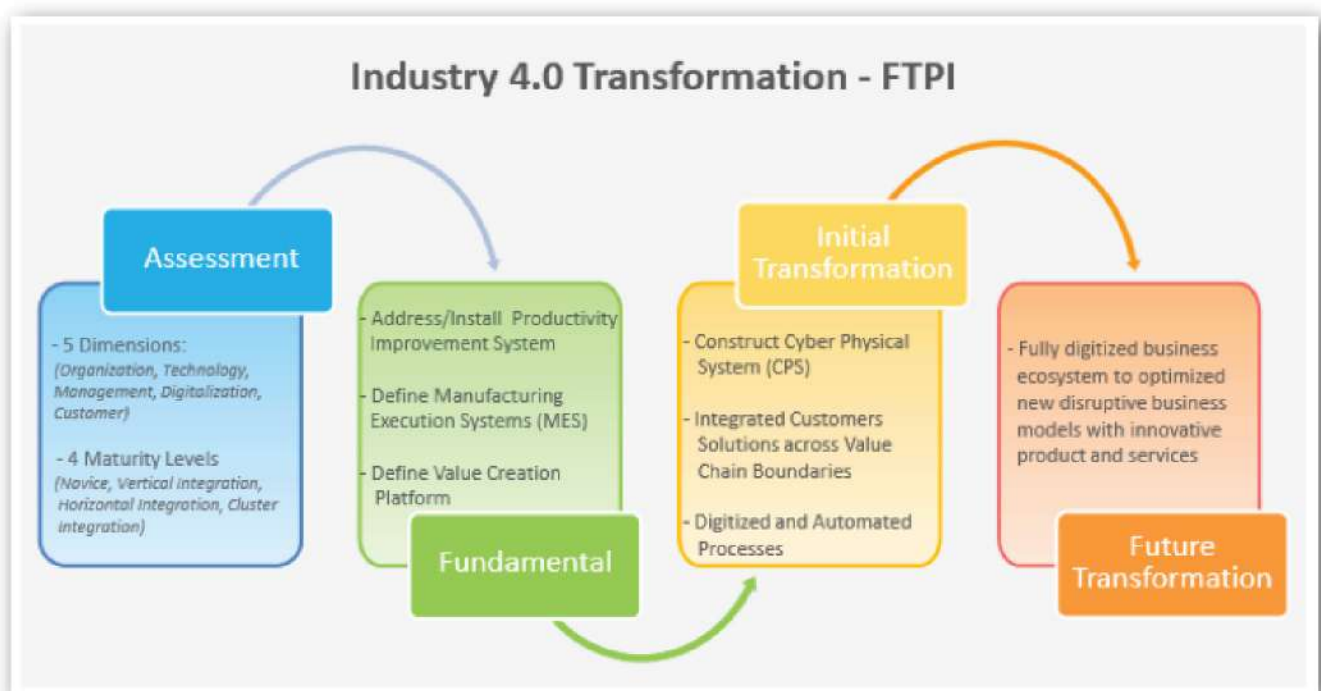 Industry 4.0 Transformation - FTPI
Assessment
- 5 Dimensions:
(Organization, Technology,
Management, Digitalization,
Customer)
- 4 Maturity Levels
(Novice, Vertical Integration,
Horizontal Integration, Cluster
Integration)
- Address/Install Productivity
Improvement System
- Define Manufacturing
Execution Systems (MES)
- Define Value Creation
Platform
Fundamental
Initial
Transformation
- Construct Cyber Physical
System (CPS)
- Integrated Customers
Solutions across Value
Chain Boundaries
- Digitized and Automated
Processes
- Fully digitized business
ecosystem to optimized
new disruptive business
models with innovative
product and services
Future
Transformation